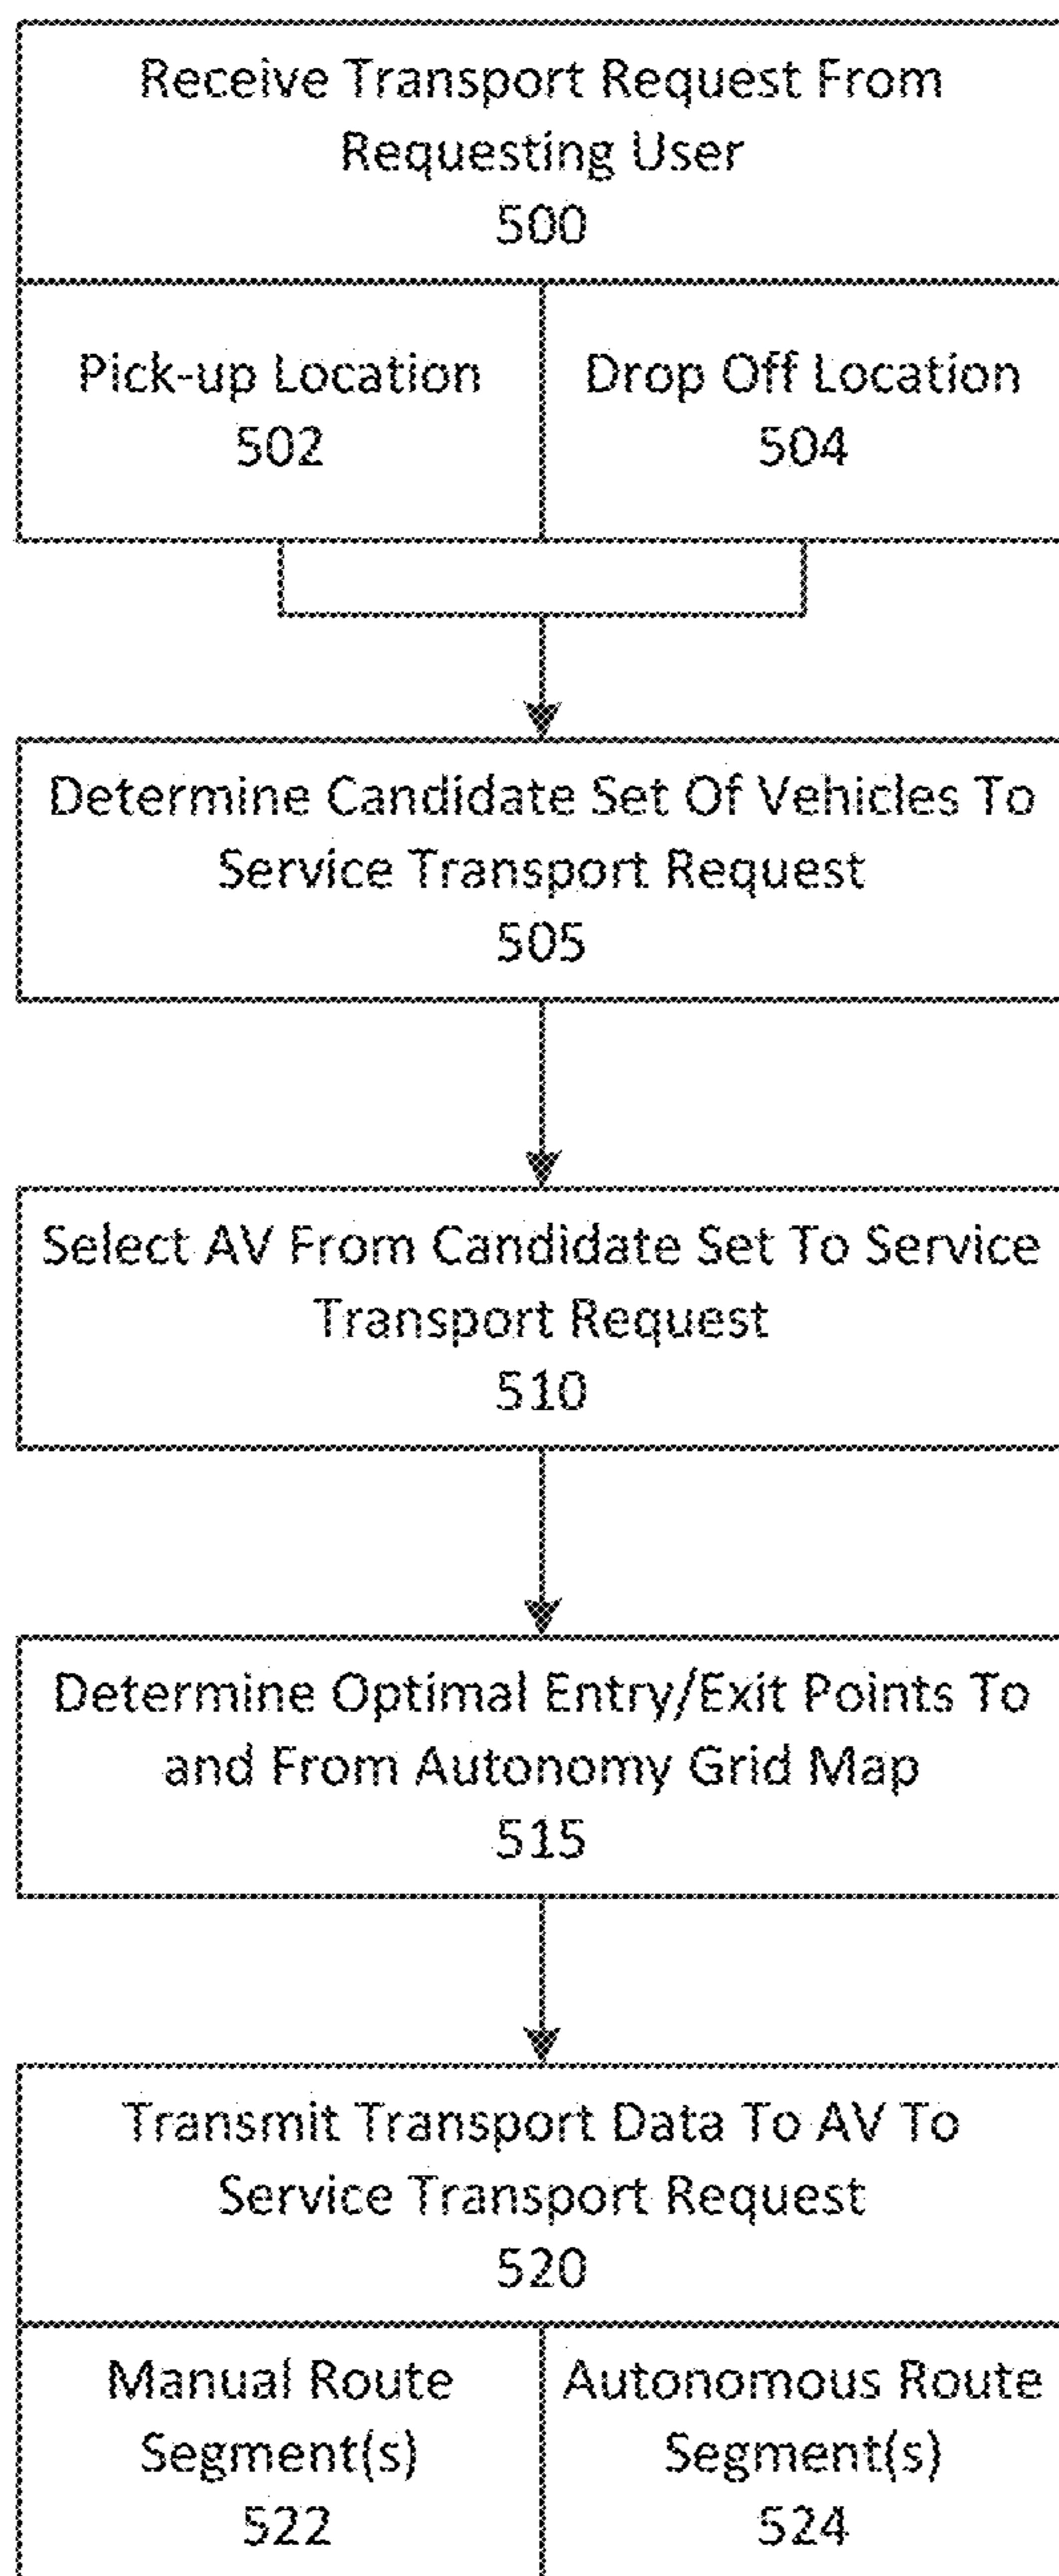 Receive Transport Request From
Requesting User
500
Pick-up Location
502
Drop Off Location
504
Determine Candidate Set Of Vehicles To
Service Transport Request
505
Select AV From Candidate Set To Service
Transport Request
510
Determine Optimal Entry/Exit Points To
and From Autonomy Grid Map
515
Transmit Transport Data To AV To
Service Transport Request
520
Manual Route
Segment(s)
522
Autonomous Route
Segment(s)
524